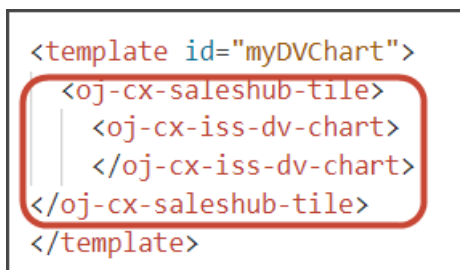 <template id="myDVChart">
<oj-cx-saleshub-tile>
<oj-cx-iss-dv-chart>
</oj-cx-iss-dv-chart>
</oj-cx-saleshub-tile>
</template>